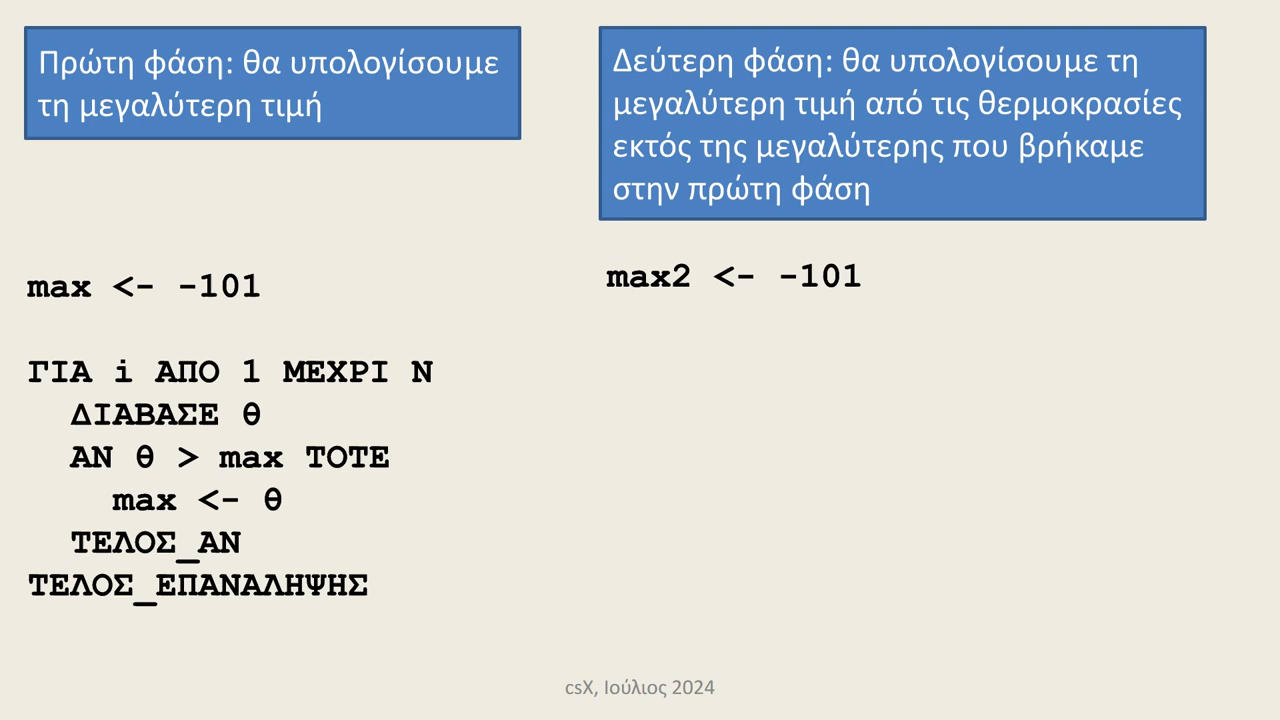 Πρώτη φάση: θα υπολογίσουμε
τη μεγαλύτερη τιμή
Δεύτερη φάση: θα υπολογίσουμε τη
μεγαλύτερη τιμή από τις θερμοκρασίες
εκτός της μεγαλύτερης που βρήκαμε
στην πρώτη φάση
max <- -101
ΓΙΑ i ΑΠΟ 1 ΜΕΧΡΙ Ν
ΔΙΑΒΑΣΕ θ
ΑΝ θ > max ΤΟΤΕ
max <- θ
ΤΕΛΟΣ_ΑΝ
ΤΕΛΟΣ_ΕΠΑΝΑΛΗΨΗΣ
max2 <- -101
csX, Ιούλιος 2024